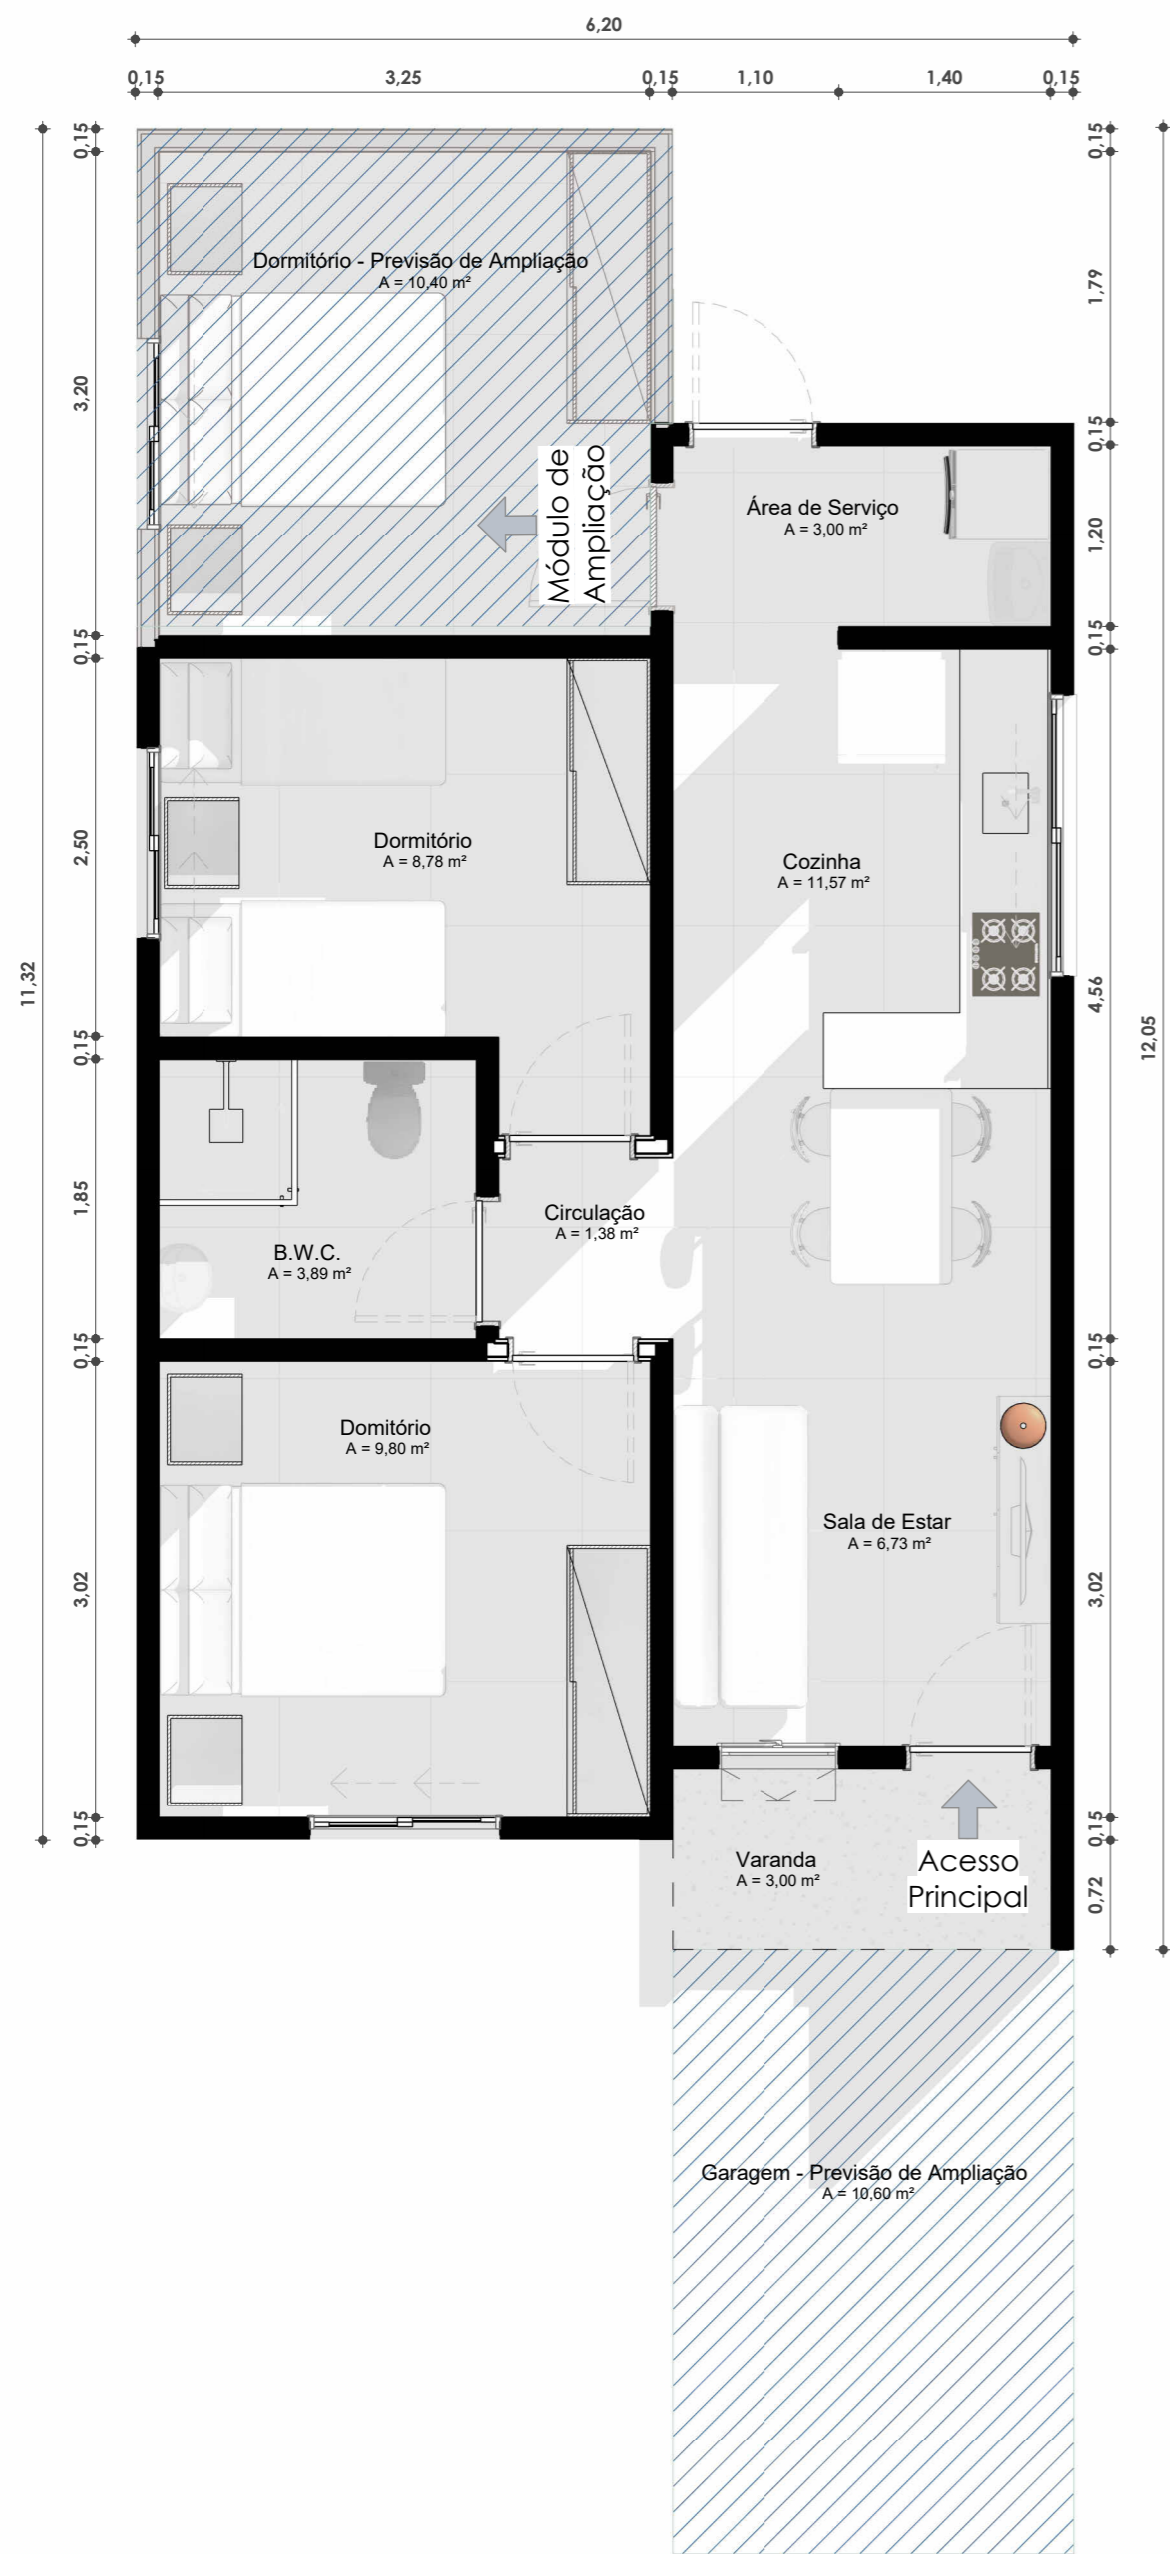 6,20
0,15
3,25
0,15
1,10
1,40
0,15
0,15
0,15
Dormitório - Previsão de Ampliação
A = 10,40 m²
1,79
3,20
0,15
Módulo de
Ampliação
Área de Serviço
A = 3,00 m²
1,20
0,15
0,15
Dormitório
A = 8,78 m²
2,50
Cozinha
A = 11,57 m²
11,32
4,56
12,05
0,15
1,85
Circulação
A = 1,38 m²
B.W.C.
A = 3,89 m²
0,15
0,15
Domitório
A = 9,80 m²
Sala de Estar
A = 6,73 m²
3,02
3,02
0,15
0,15
Varanda
A = 3,00 m²
Acesso
Principal
0,72
Garagem - Previsão de Ampliação
A = 10,60 m²